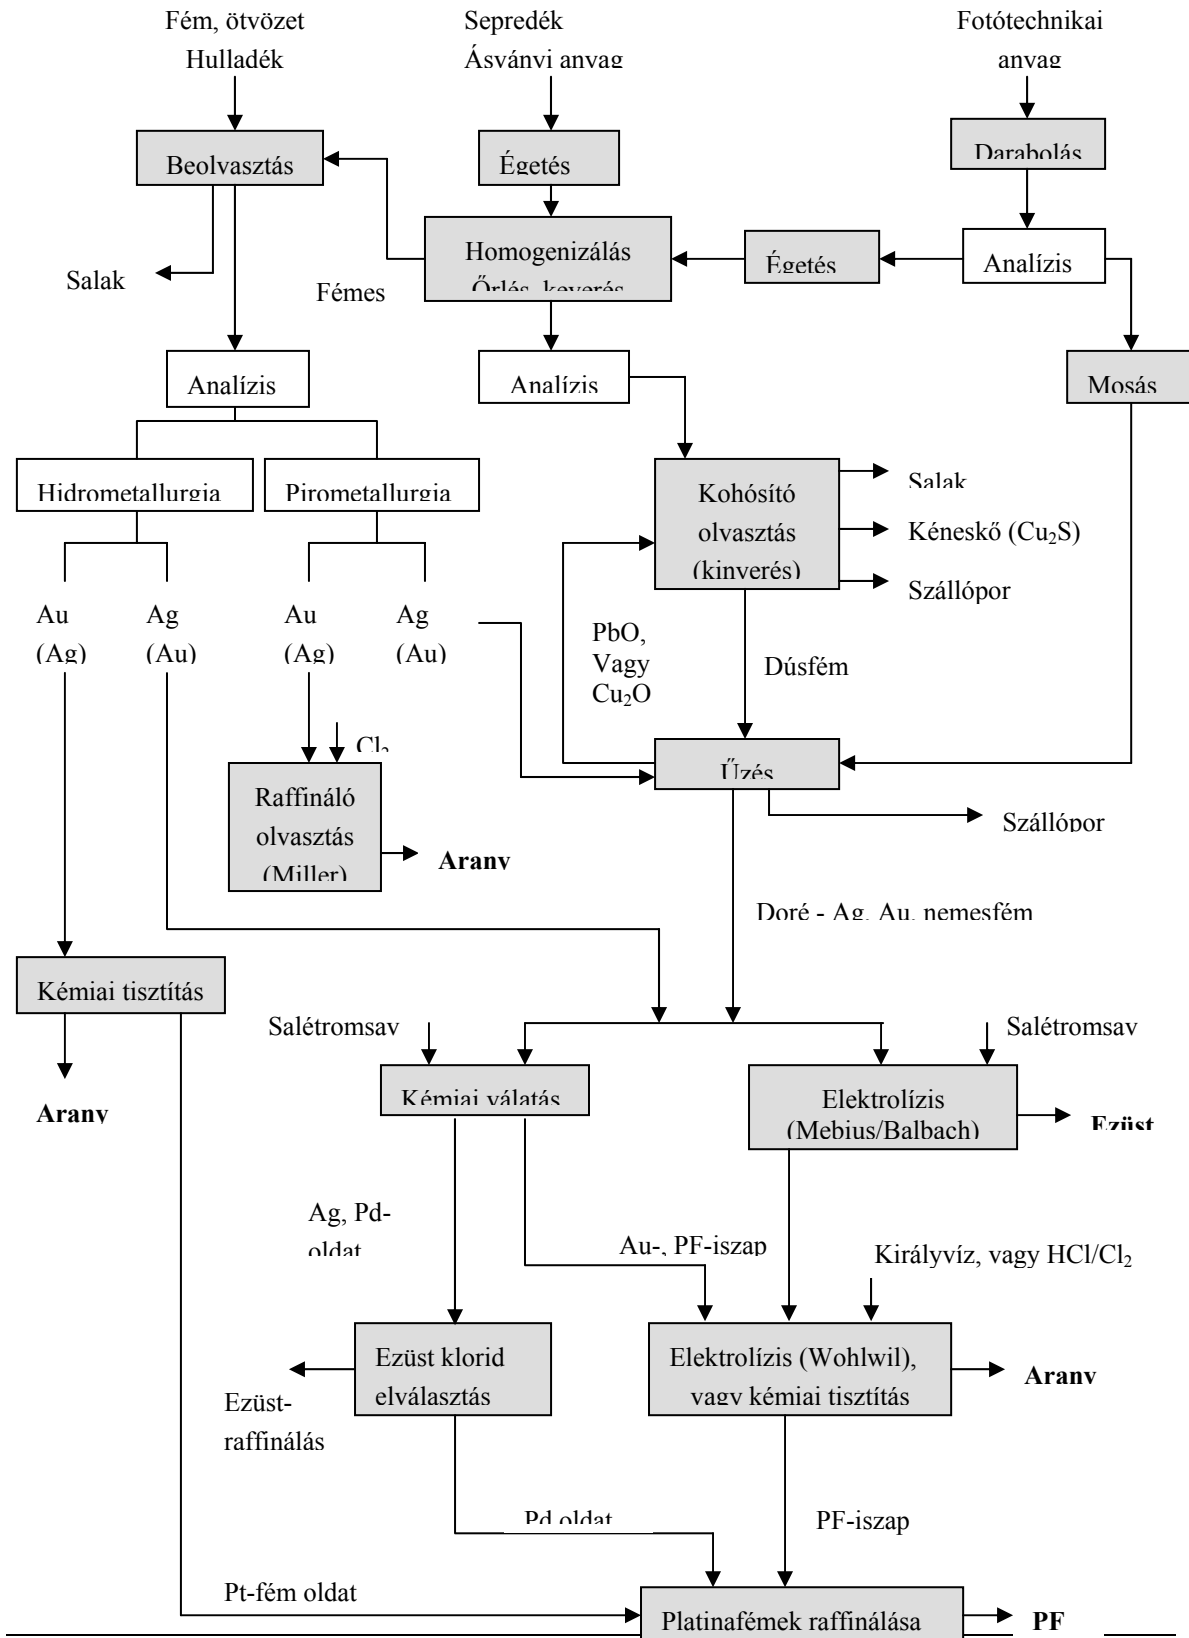 Fém, ötvözet
Hulladék
Sepredék
Ásványi anyag
Fotótechnikai
anyag
Beolvasztás
Égetés
Darabolás
Homogenizálás
Őrlés, keverés
Égetés
Analízis
Salak
Fémes
Analízis
Analízis
Mosás
Hidrometallurgia
Pirometallurgia
Kohósító
olvasztás
(kinverés)
Salak
Kéneskő (Cu₂S)
Szállópor
Au
(Ag)
Ag
(Au)
Au
(Ag)
Ag
(Au)
PbO,
Vagy
Cu₂O
Dúsfém
Cl₂
Űzés
Raffináló
olvasztás
(Miller)
Arany
Szállópor
Doré - Ag, Au, nemesfém
Kémiai tisztítás
Salétromsav
Salétromsav
Arany
Kémiai válatás
Elektrolízis
(Mebius/Balbach)
Ezüst
Ag, Pd-
oldat
Au-, PF-iszap
Királyvíz, vagy HCl/Cl₂
Ezüst klorid
elválasztás
Elektrolízis (Wohlwil),
vagy kémiai tisztítás
Arany
Ezüst-
raffinálás
Pd oldat
PF-iszap
Pt-fém oldat
Platinafémek raffinálása
PF